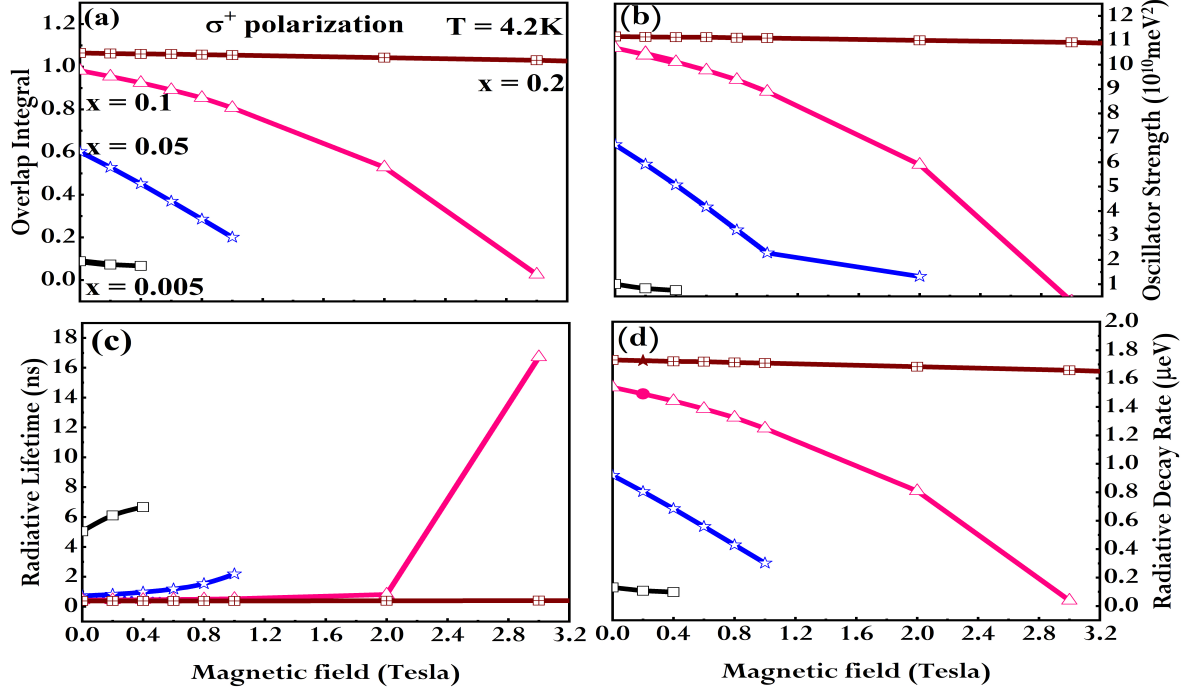 (a)
σ+ polarization
T = 4.2K
x = 0.2
x = 0.1
x = 0.05
x = 0.005
1.2
1.0
0.8
0.6
0.4
0.2
0.0
Overlap Integral
(b)
12
11
10
9
8
7
6
5
4
3
2
1
Oscillator Strength (10¹⁰meV²)
(c)
18
16
14
12
10
8
6
4
2
0
Radiative Lifetime (ns)
0.0 0.4 0.8 1.2 1.6 2.0 2.4 2.8 3.2
Magnetic field (Tesla)
(d)
2.0
1.8
1.6
1.4
1.2
1.0
0.8
0.6
0.4
0.2
0.0
Radiative Decay Rate (μeV)
0.0 0.4 0.8 1.2 1.6 2.0 2.4 2.8 3.2
Magnetic field (Tesla)